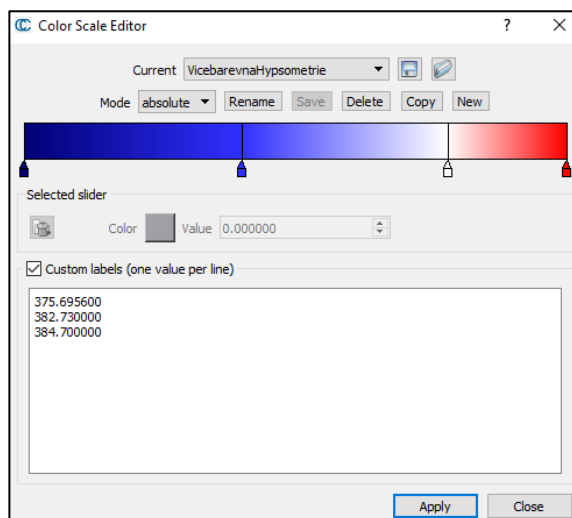 Color Scale Editor ?
Current VicebarevnaHypsometrie
Mode absolute Rename Save Delete Copy New
Selected slider
Color Value 0.000000
Custom labels (one value per line)
375.695600
382.730000
384.700000
Apply Close